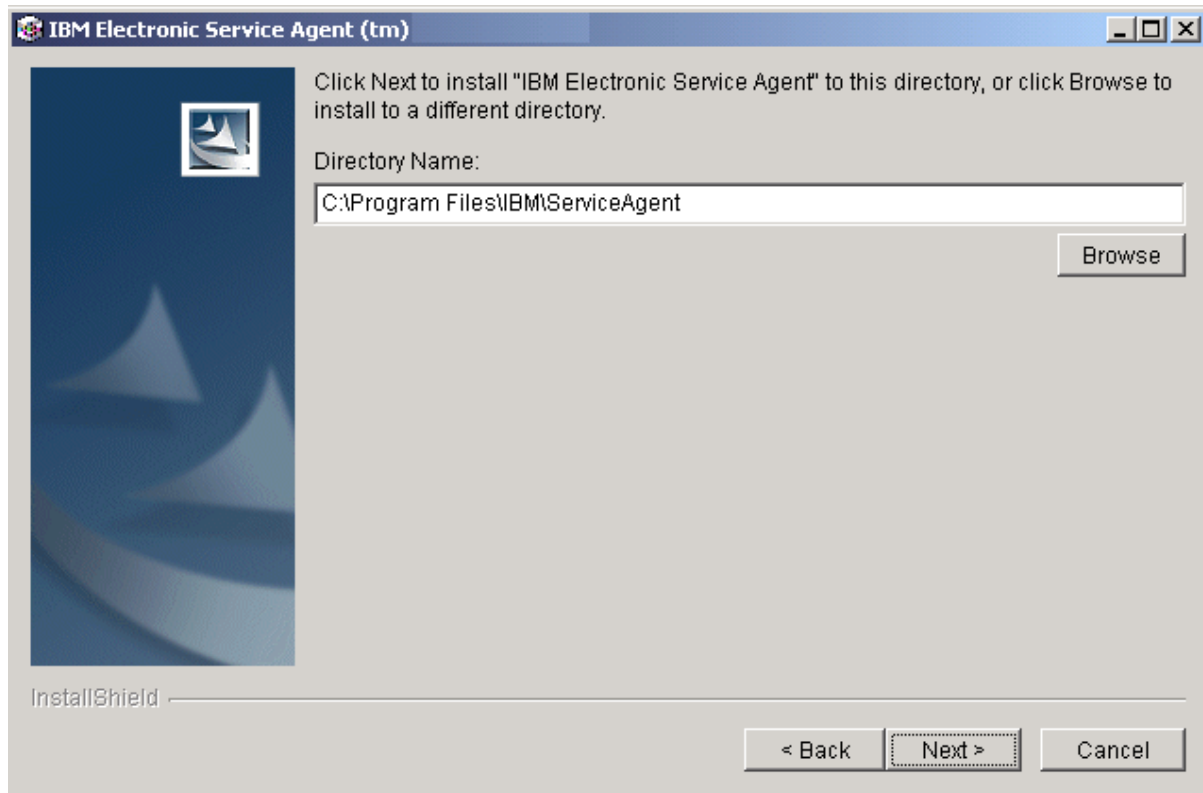 IBM Electronic Service Agent (tm)
Click Next to install "IBM Electronic Service Agent" to this directory, or click Browse to
install to a different directory.
Directory Name:
C:\Program Files\IBM\ServiceAgent
Browse
InstallShield
< Back
Next >
Cancel